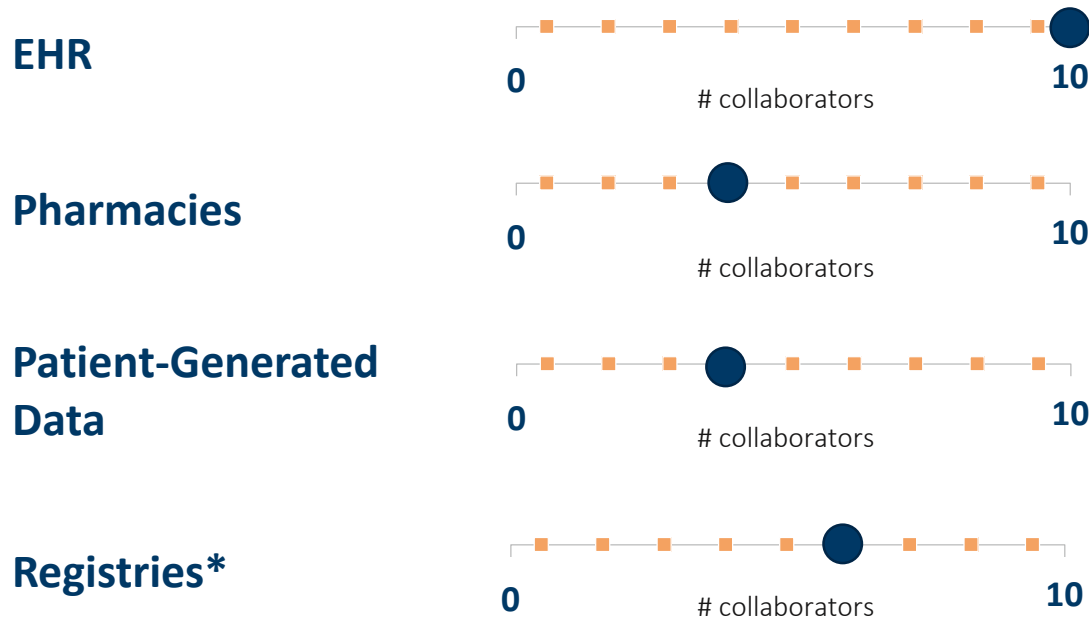 EHR
0
10
# collaborators
Pharmacies
0
10
# collaborators
Patient-Generated
Data
0
10
# collaborators
Registries*
0
10
# collaborators